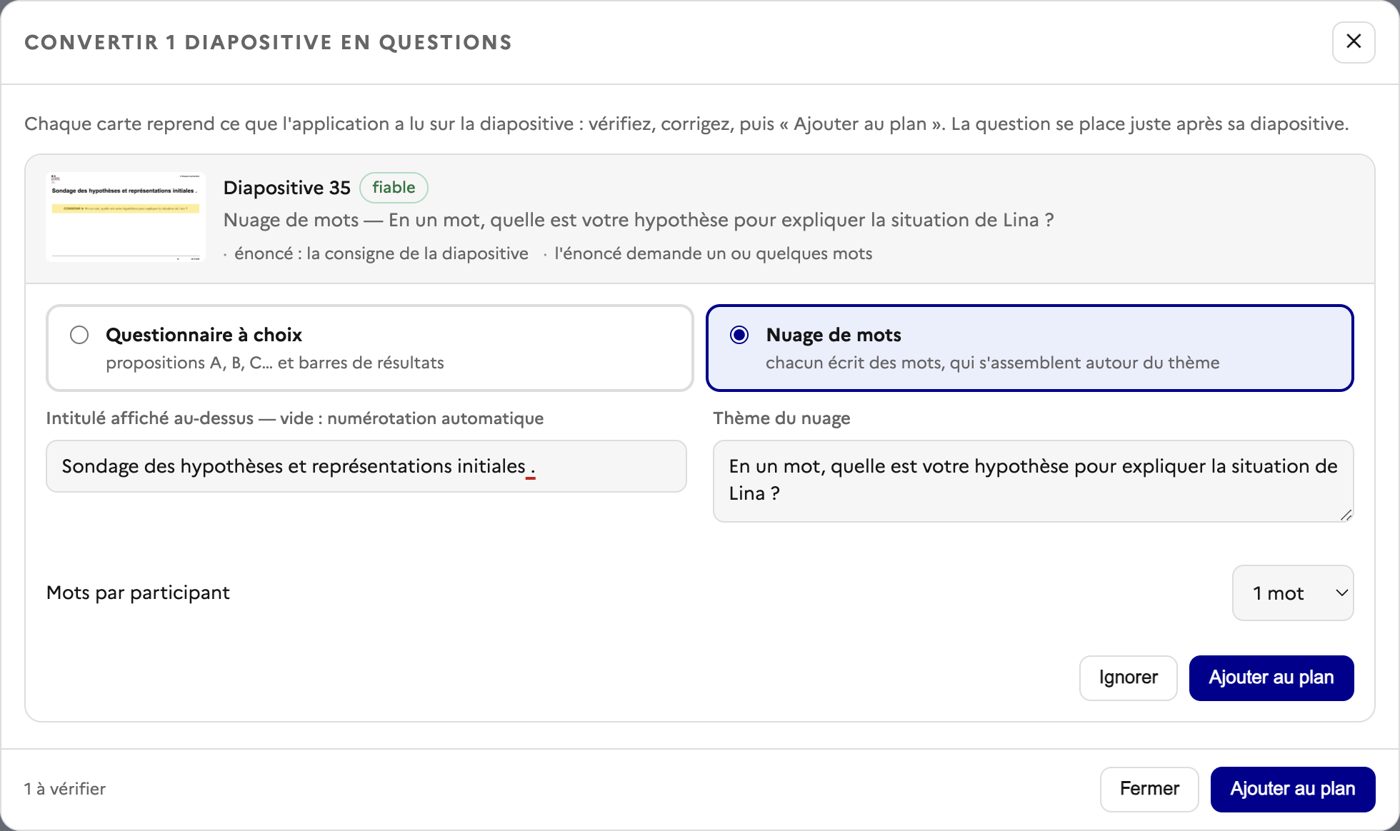 CONVERTIR 1 DIAPOSITIVE EN QUESTIONS
Chaque carte reprend ce que l'application a lu sur la diapositive : vérifiez, corrigez, puis « Ajouter au plan ». La question se place juste après sa diapositive.
Sondage des hypothèses et représentations initiales .
Diapositive 35 fiable
Nuage de mots — En un mot, quelle est votre hypothèse pour expliquer la situation de Lina ?
· énoncé : la consigne de la diapositive · l'énoncé demande un ou quelques mots
Questionnaire à choix
propositions A, B, C… et barres de résultats
Nuage de mots
chacun écrit des mots, qui s'assemblent autour du thème
Intitulé affiché au-dessus — vide : numérotation automatique
Sondage des hypothèses et représentations initiales .
Thème du nuage
En un mot, quelle est votre hypothèse pour expliquer la situation de
Lina ?
Mots par participant
1 mot
Ignorer
Ajouter au plan
1 à vérifier
Fermer
Ajouter au plan